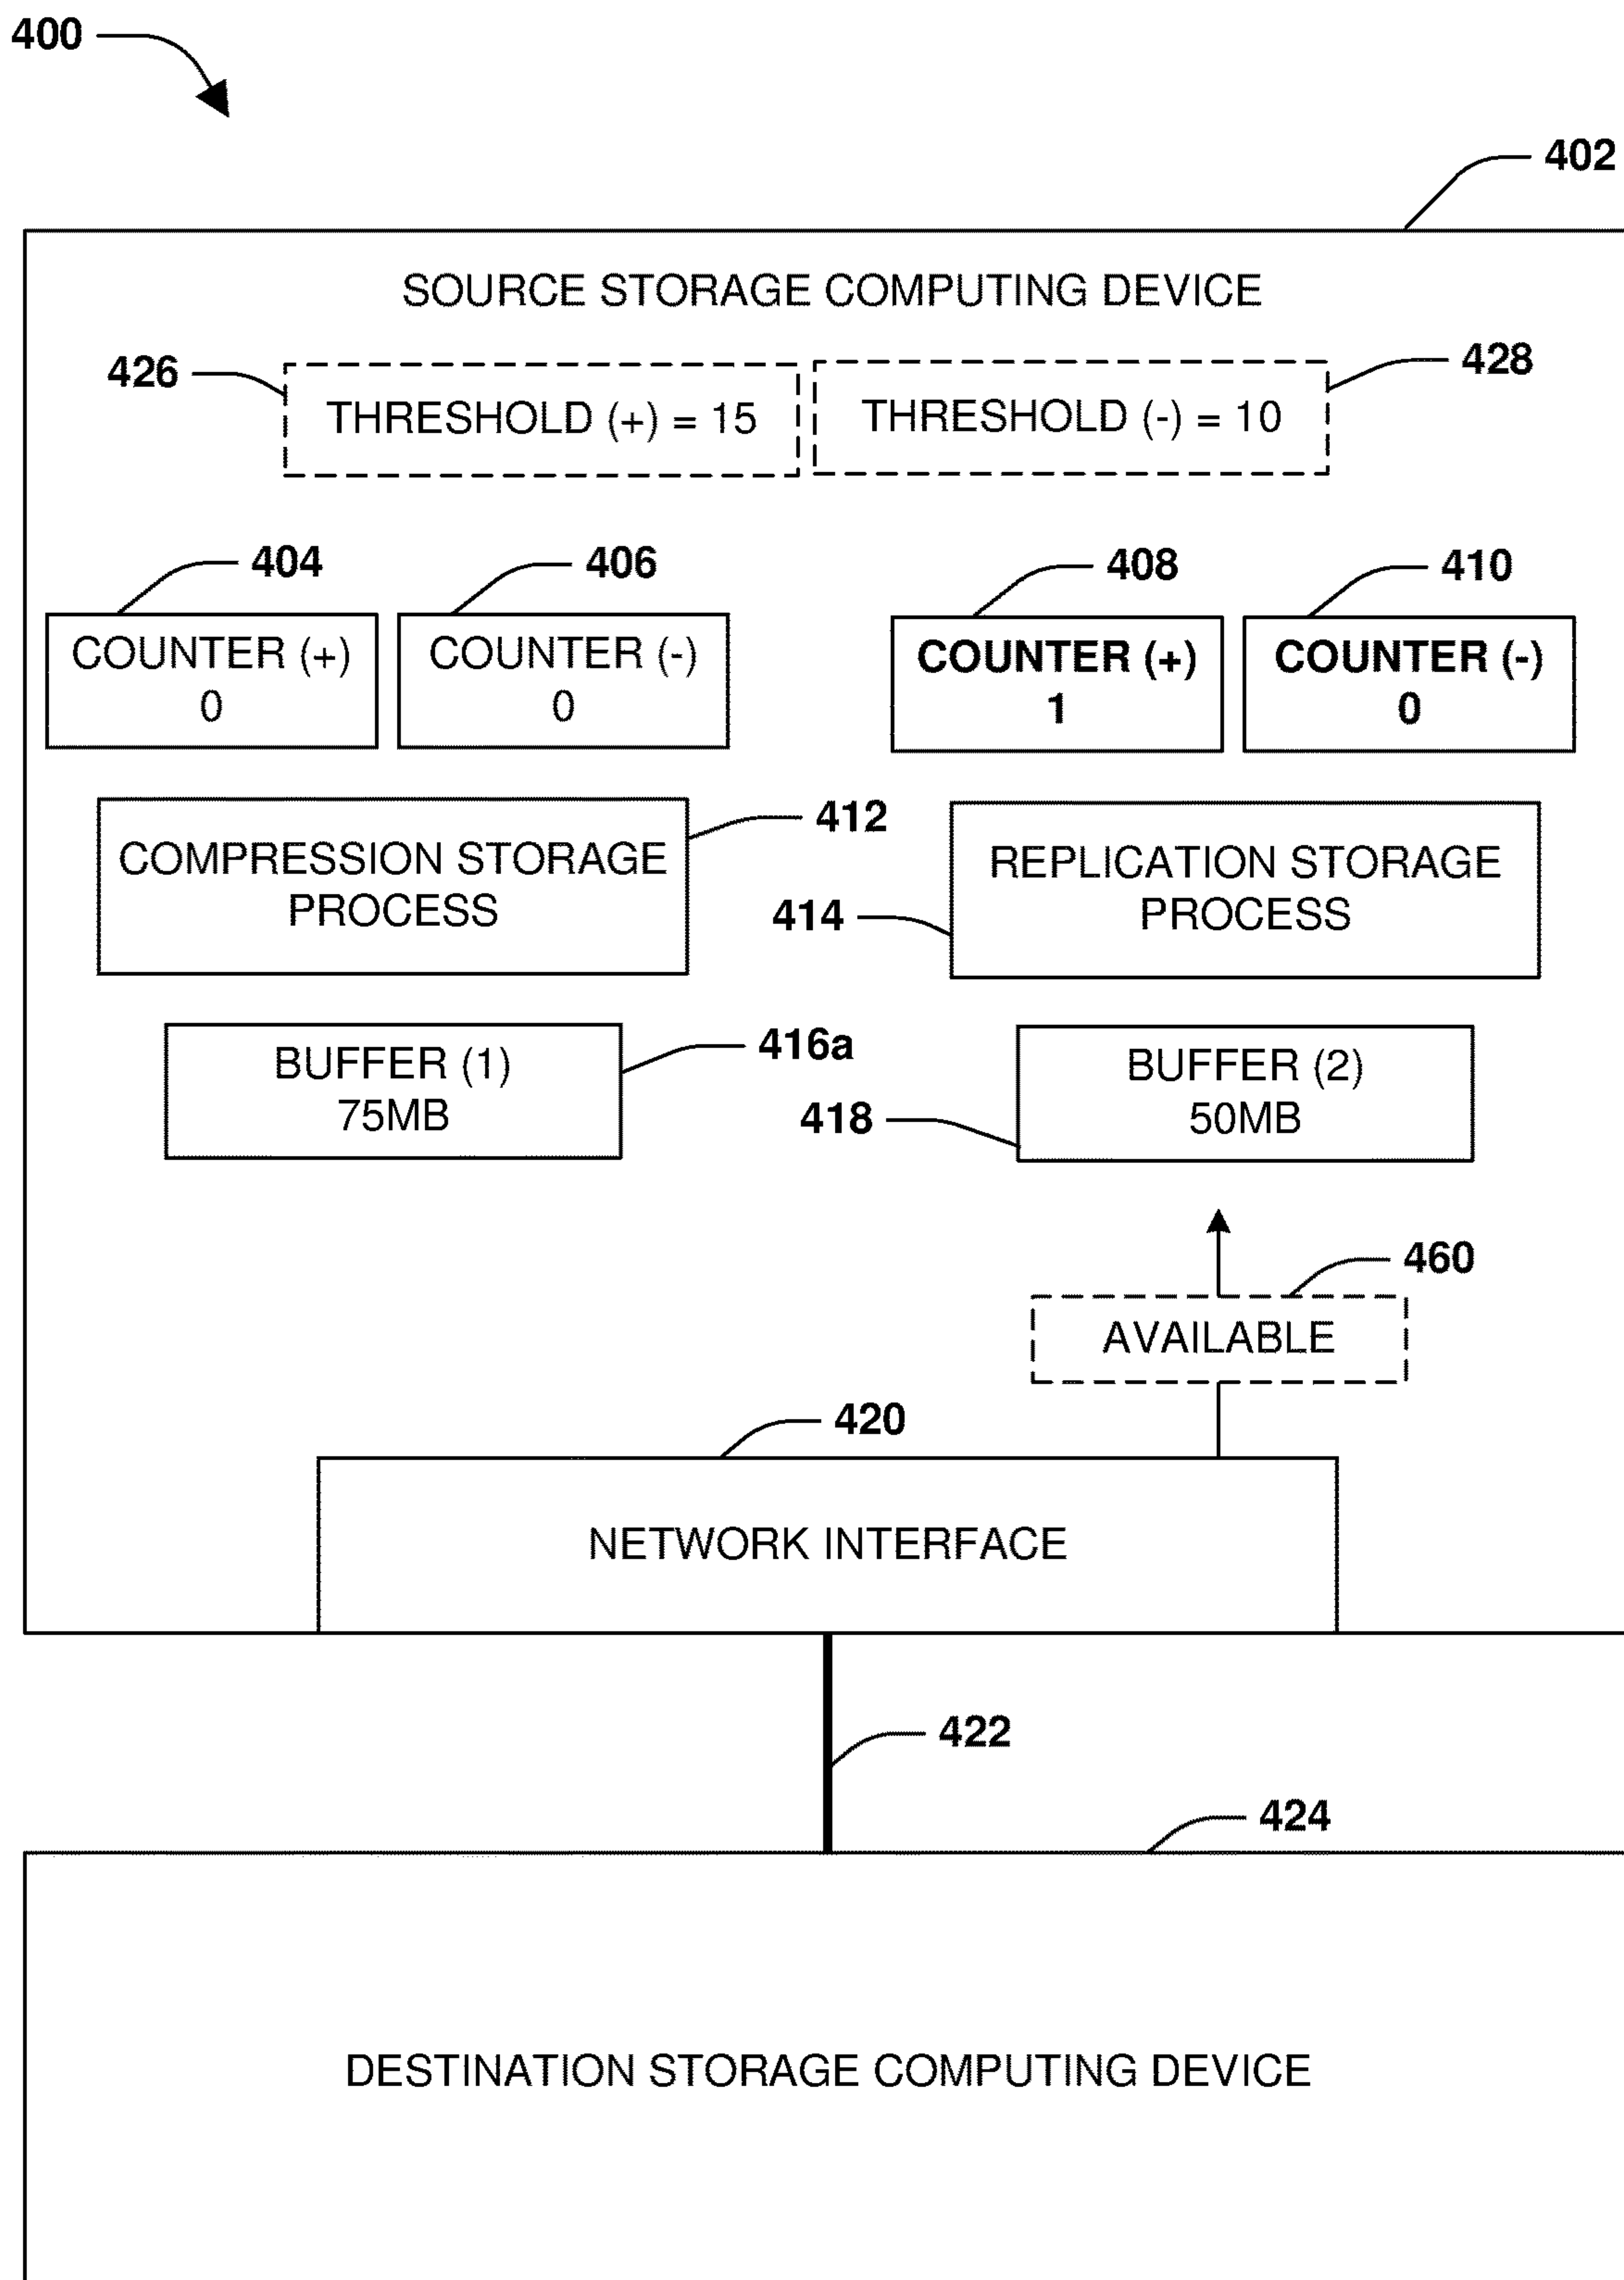 400
402
SOURCE STORAGE COMPUTING DEVICE
426
428
THRESHOLD (+) = 15
THRESHOLD (-) = 10
404
406
408
410
COUNTER (+)
0
COUNTER (-)
0
COUNTER (+)
1
COUNTER (-)
0
412
COMPRESSION STORAGE
PROCESS
414
REPLICATION STORAGE
PROCESS
416a
BUFFER (1)
75MB
418
BUFFER (2)
50MB
460
AVAILABLE
420
NETWORK INTERFACE
422
424
DESTINATION STORAGE COMPUTING DEVICE